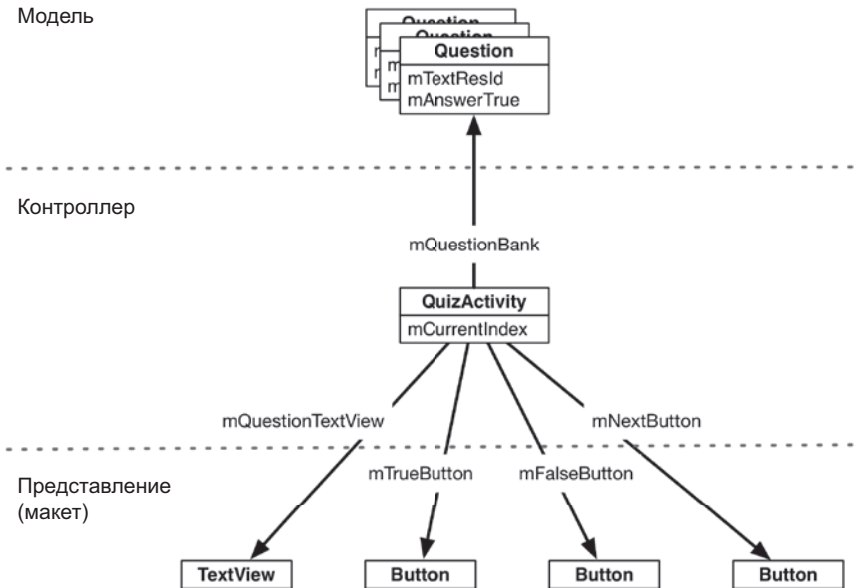 Модель
Question
Question
Question
m
m
mTextResId
mAnswerTrue
Контроллер
mQuestionBank
QuizActivity
mCurrentIndex
mQuestionTextView
mNextButton
mTrueButton
mFalseButton
Представление
(макет)
TextView
Button
Button
Button